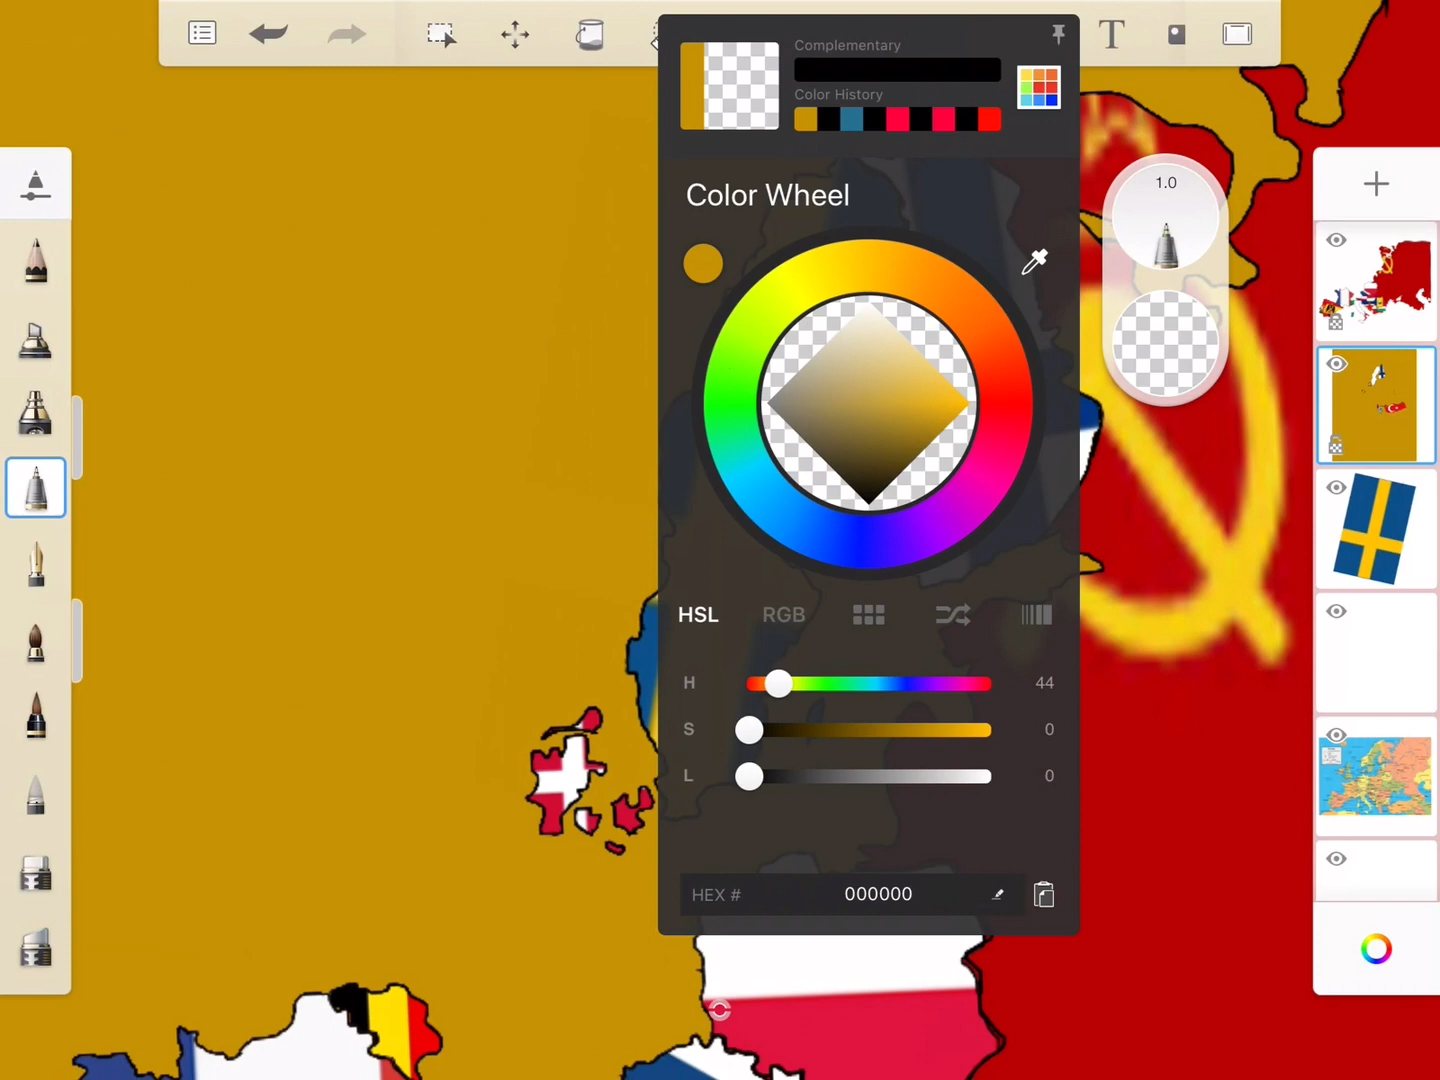 T
Complementary
Color History
1.0
Color Wheel
HSL RGB
H 44
S 0
L 0
HEX # 000000